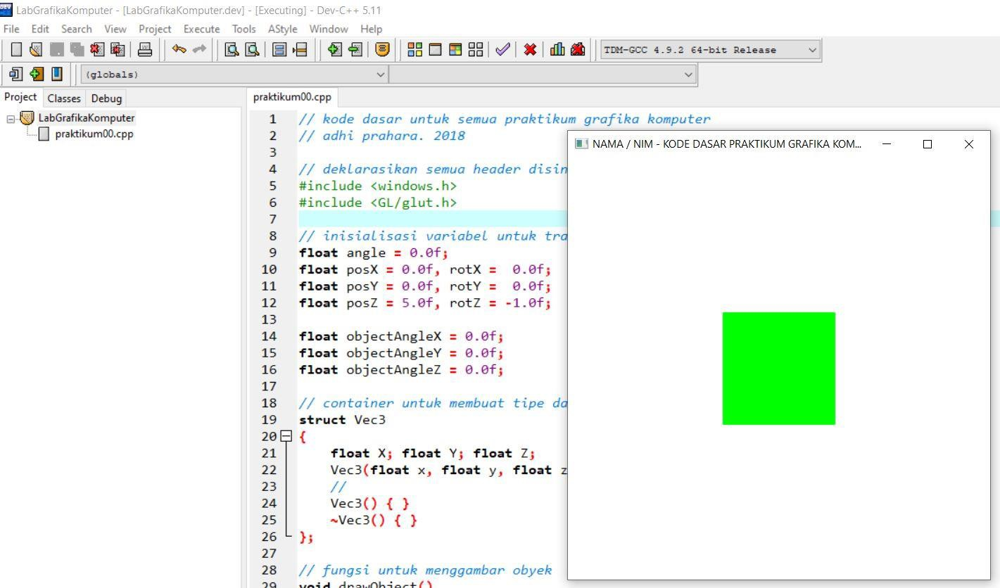 LabGrafikaKomputer - [LabGrafikaKomputer.dev] - [Executing] - Dev-C++ 5.11
File Edit Search View Project Execute Tools AStyle Window Help
TDM-GCC 4.9.2 64-bit Release
(globals)
Project Classes Debug
LabGrafikaKomputer
praktikum00.cpp
praktikum00.cpp
1 // kode dasar untuk semua praktikum grafika komputer
2 // adhi prahara. 2018
3
4 // deklarasikan semua header disin
5 #include <windows.h>
6 #include <GL/glut.h>
7
8 // inisialisasi variabel untuk tra
9 float angle = 0.0f;
10 float posX = 0.0f, rotX =  0.0f;
11 float posY = 0.0f, rotY =  0.0f;
12 float posZ = 5.0f, rotZ = -1.0f;
13
14 float objectAngleX = 0.0f;
15 float objectAngleY = 0.0f;
16 float objectAngleZ = 0.0f;
17
18 // container untuk membuat tipe da
19 struct Vec3
20 {
21     float X; float Y; float Z;
22     Vec3(float x, float y, float z
23     //
24     Vec3() { }
25     ~Vec3() { }
26 };
27
28 // fungsi untuk menggambar obyek
29 void drawObject()
NAMA / NIM - KODE DASAR PRAKTIKUM GRAFIKA KOM...